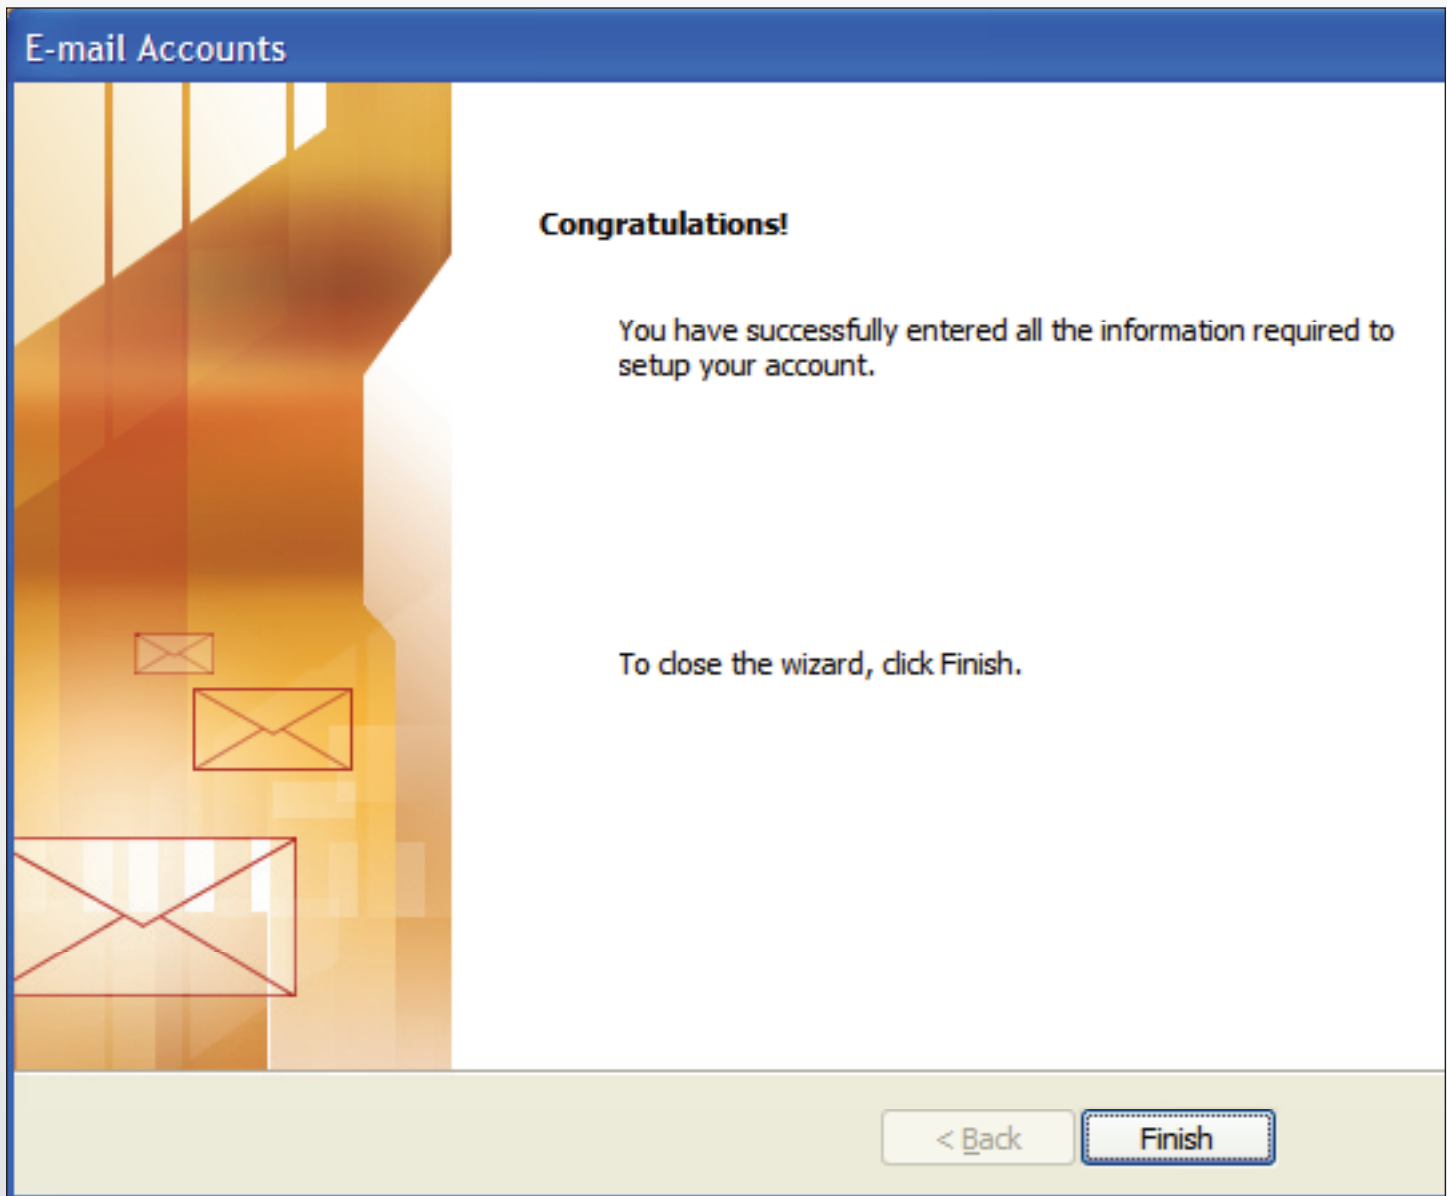 E-mail Accounts
Congratulations!
You have successfully entered all the information required to
setup your account.
To close the wizard, click Finish.
< Back
Finish